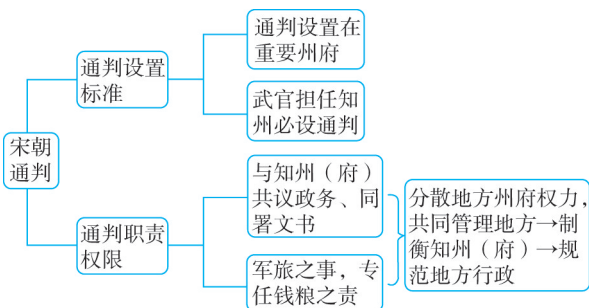 宋朝
通判
通判设置
标准
通判设置在
重要州府
武官担任知
州必设通判
通判职责
权限
与知州（府）
共议政务、同
署文书
军旅之事，专
任钱粮之责
分散地方州府权力，
共同管理地方→制
衡知州（府）→规
范地方行政